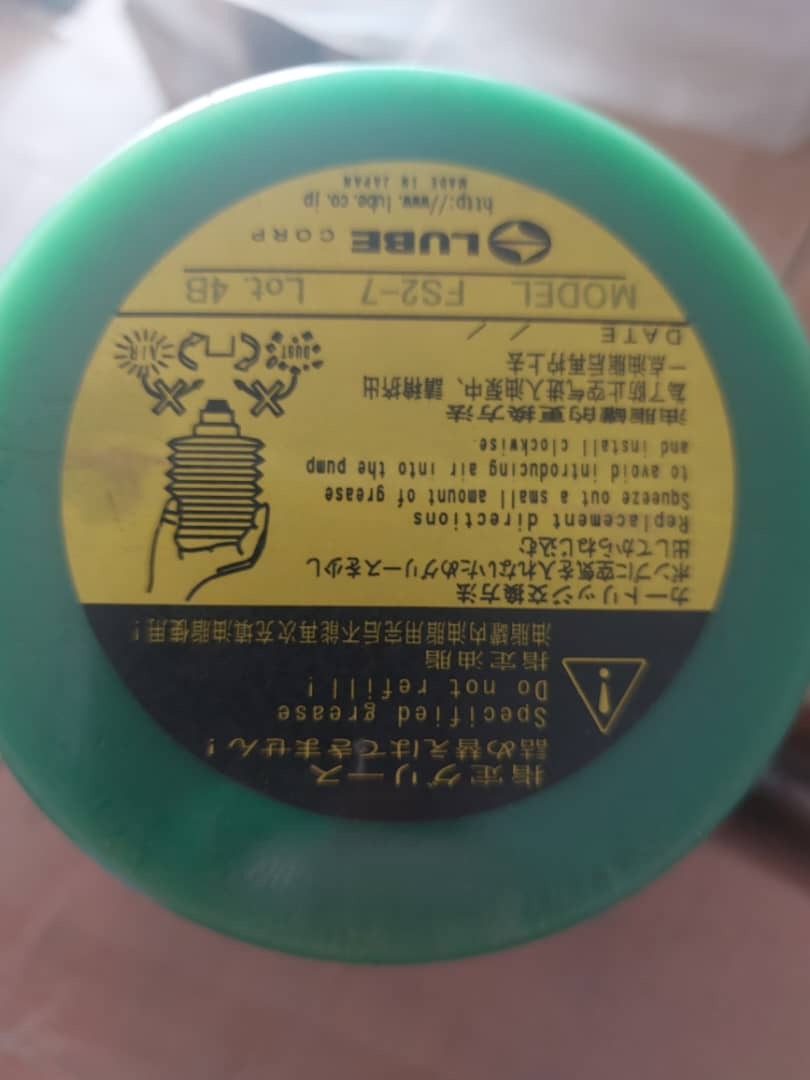 指定グリース
詰め替えはできません!
Specified grease
Do not refill!
指定油脂
油脂罐内油脂用完后不能再次充填油脂使用!
カートリッジ交換方法
ポンプに空気を入れないためグリースを少し
出してからねじ込む
Replacement directions
Squeeze out a small amount of grease
to avoid introducing air into the pump
and install clockwise.
油脂罐的更换方法
為了防止空气进入油泵中、請稍挤出
一点油脂后再拧上去
DUST
AIR
DATE / /
MODEL FS2-7 Lot. 4B
LUBE CORP
http://www.lube.co.jp
MADE IN JAPAN